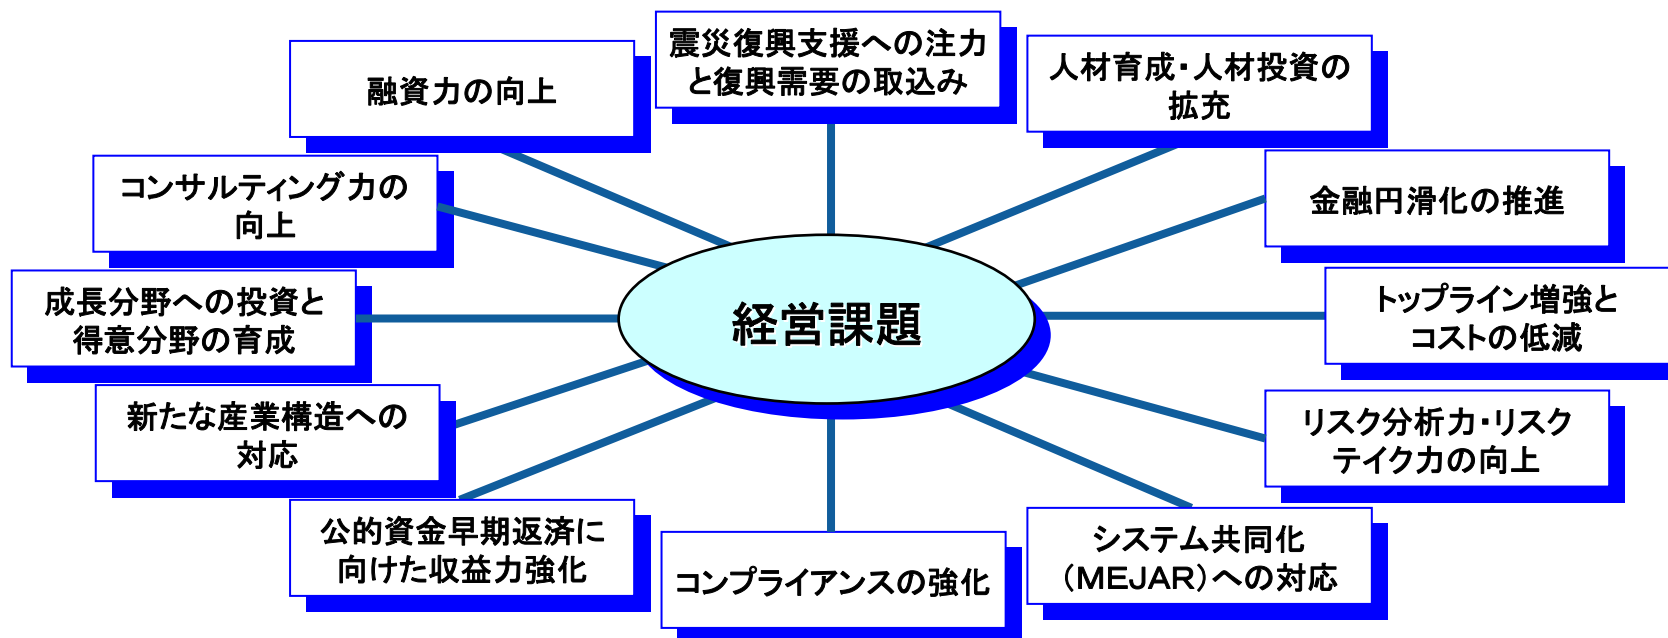 震災復興支援への注力
と復興需要の取込み
人材育成・人材投資の
拡充
融資力の向上
コンサルティング力の
向上
金融円滑化の推進
成長分野への投資と
得意分野の育成
経営課題
トップライン増強と
コストの低減
新たな産業構造への
対応
リスク分析力・リスク
テイク力の向上
公的資金早期返済に
向けた収益力強化
コンプライアンスの強化
システム共同化
（MEJAR）への対応